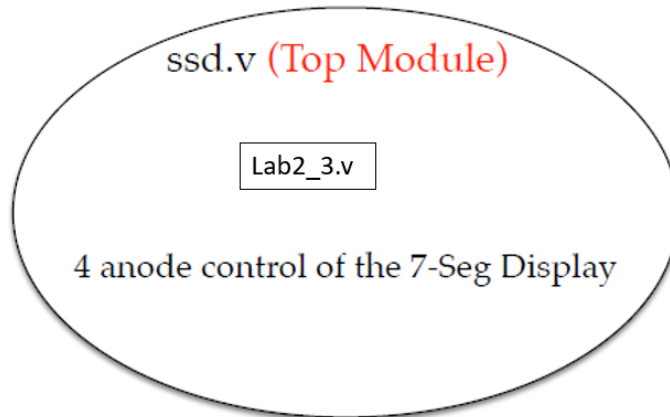 ssd.v (Top Module)
Lab2_3.v
4 anode control of the 7-Seg Display